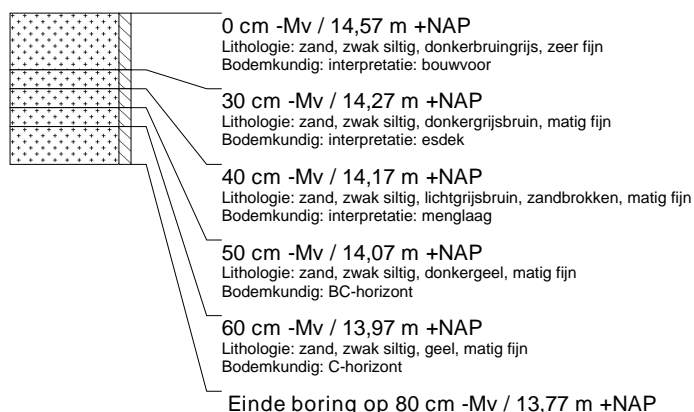 0 cm -Mv / 14,57 m +NAP
Lithologie: zand, zwak siltig, donkerbruingrijs, zeer fijn
Bodemkundig: interpretatie: bouwvoor
30 cm -Mv / 14,27 m +NAP
Lithologie: zand, zwak siltig, donkergrijsbruin, matig fijn
Bodemkundig: interpretatie: esdek
40 cm -Mv / 14,17 m +NAP
Lithologie: zand, zwak siltig, lichtgrijsbruin, zandbrokken, matig fijn
Bodemkundig: interpretatie: menglaag
50 cm -Mv / 14,07 m +NAP
Lithologie: zand, zwak siltig, donkergeel, matig fijn
Bodemkundig: BC-horizont
60 cm -Mv / 13,97 m +NAP
Lithologie: zand, zwak siltig, geel, matig fijn
Bodemkundig: C-horizont
Einde boring op 80 cm -Mv / 13,77 m +NAP